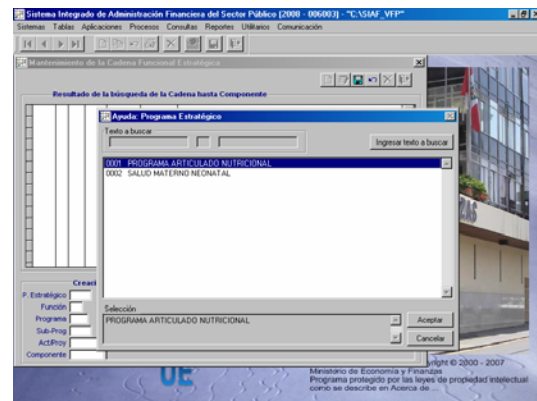 Sistema Integrado de Administración Financiera del Sector Público [2000 - 006003] - "C:\SIAF_VFP"
Sistemas Tablas Aplicaciones Procesos Consultas Reportes Utilitarios Comunicación
Mantenimiento de la Cadena Funcional Estratégica
Resultado de la búsqueda de la Cadena hasta Componente
Ayuda: Programa Estratégico
Texto a buscar
Ingresar texto a buscar
0001 PROGRAMA ARTICULADO NUTRICIONAL
0002 SALUD MATERNO NEONATAL
Creaci
P. Estratégico
Función
Programa
Sub-Prog
Act/Proy
Componente
Selección
PROGRAMA ARTICULADO NUTRICIONAL
Aceptar
Cancelar
UE
yright © 2000 - 2007
Ministerio de Economía y Finanzas
Programa protegido por las leyes de propiedad intelectual
como se describe en Acerca de...